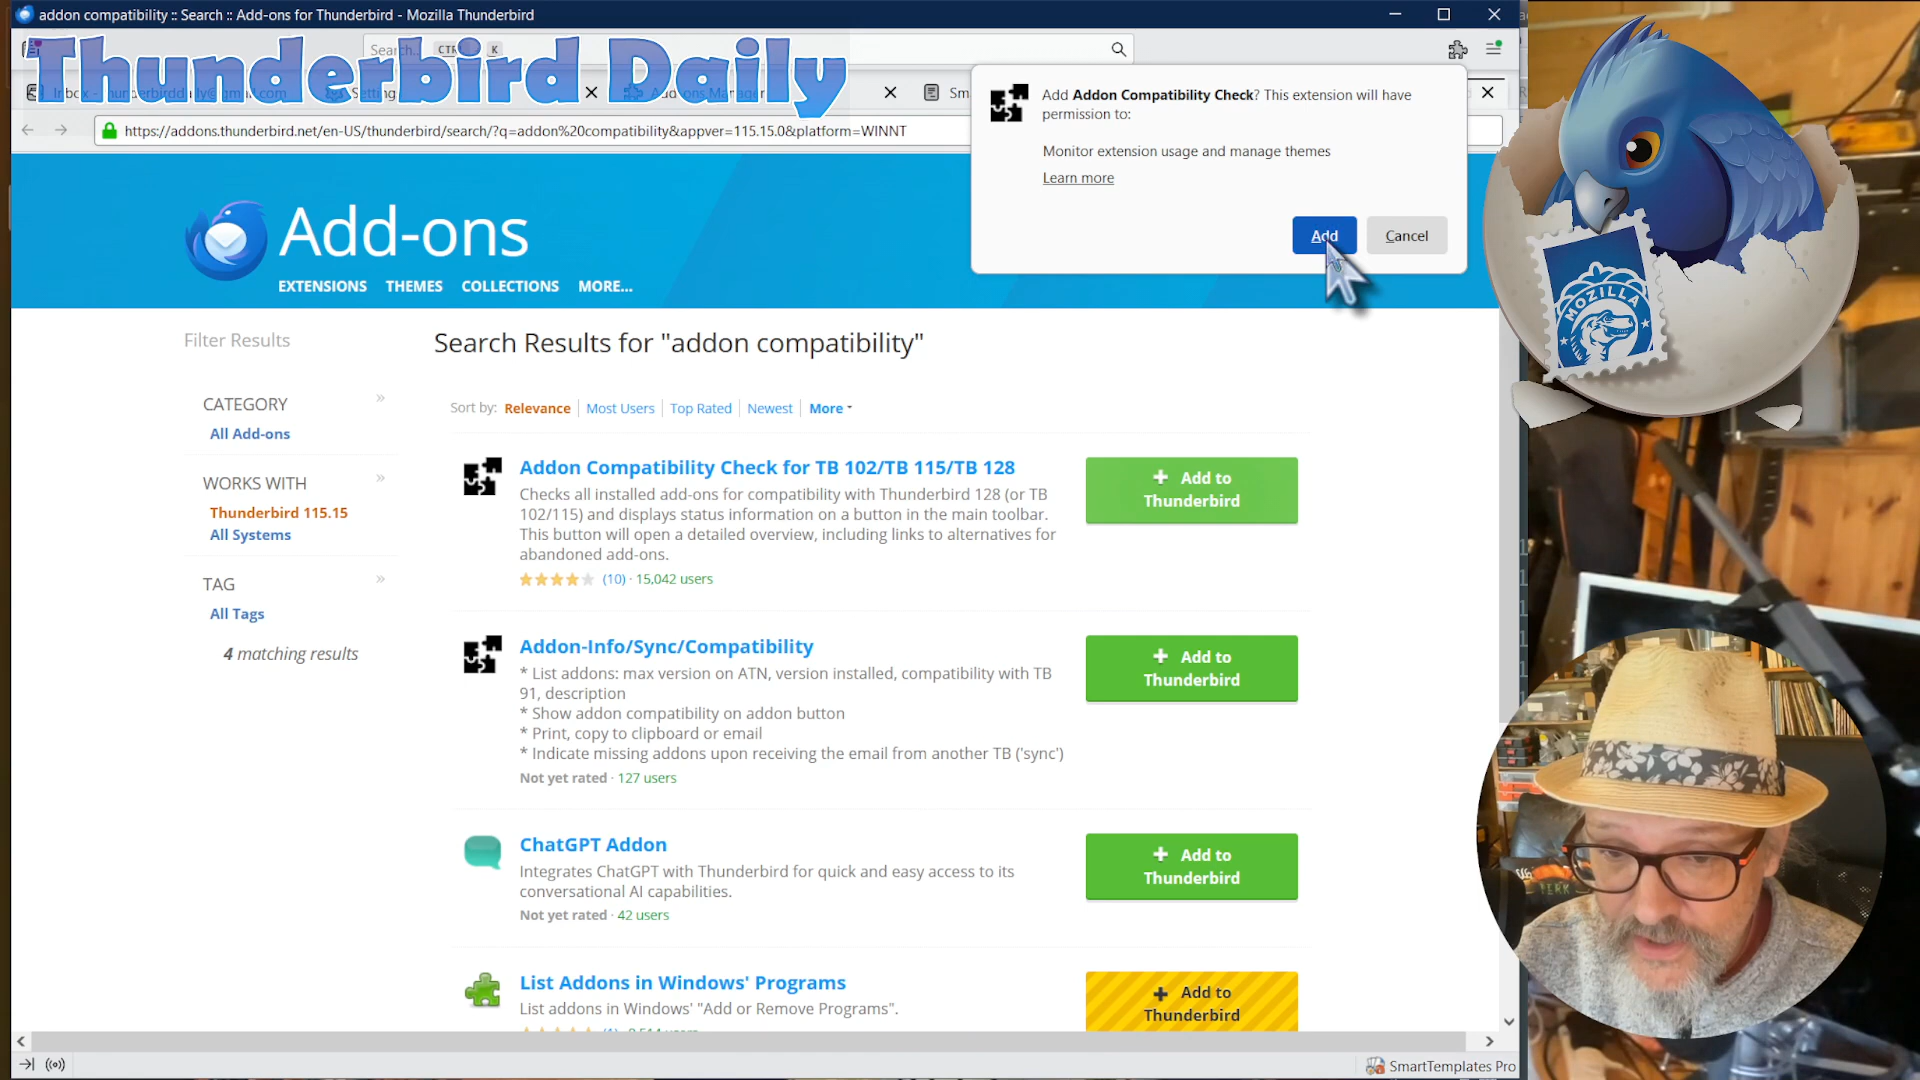 addon compatibility :: Search :: Add-ons for Thunderbird - Mozilla Thunderbird
Thunderbird Daily
Search...
CTRL
K
https://addons.thunderbird.net/en-US/thunderbird/search/?q=addon%20compatibility&appver=115.15.0&platform=WINNT
Add Addon Compatibility Check? This extension will have
permission to:
Monitor extension usage and manage themes
Learn more
Add
Cancel
MOZILLA
Add-ons
EXTENSIONS
THEMES
COLLECTIONS
MORE...
Filter Results
CATEGORY
All Add-ons
WORKS WITH
Thunderbird 115.15
All Systems
TAG
All Tags
4 matching results
Search Results for "addon compatibility"
Sort by: Relevance Most Users Top Rated Newest More
Addon Compatibility Check for TB 102/TB 115/TB 128
Checks all installed add-ons for compatibility with Thunderbird 128 (or TB
102/115) and displays status information on a button in the main toolbar.
This button will open a detailed overview, including links to alternatives for
abandoned add-ons.
(10) · 15,042 users
+ Add to
Thunderbird
Addon-Info/Sync/Compatibility
* List addons: max version on ATN, version installed, compatibility with TB
91, description
* Show addon compatibility on addon button
* Print, copy to clipboard or email
* Indicate missing addons upon receiving the email from another TB ('sync')
Not yet rated · 127 users
+ Add to
Thunderbird
ChatGPT Addon
Integrates ChatGPT with Thunderbird for quick and easy access to its
conversational AI capabilities.
Not yet rated · 42 users
+ Add to
Thunderbird
List Addons in Windows' Programs
List addons in Windows' "Add or Remove Programs".
+ Add to
Thunderbird
SmartTemplates Pro